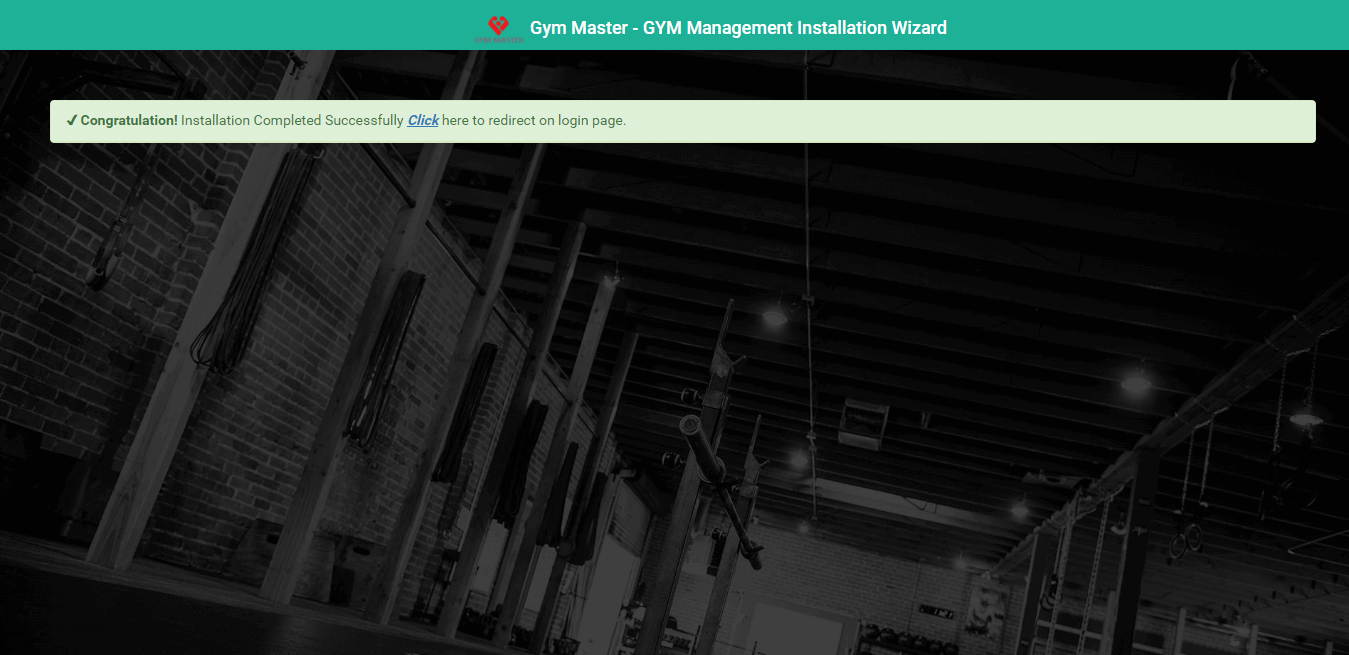 GYM MASTER
Gym Master - GYM Management Installation Wizard
✔ Congratulation! Installation Completed Successfully Click here to redirect on login page.